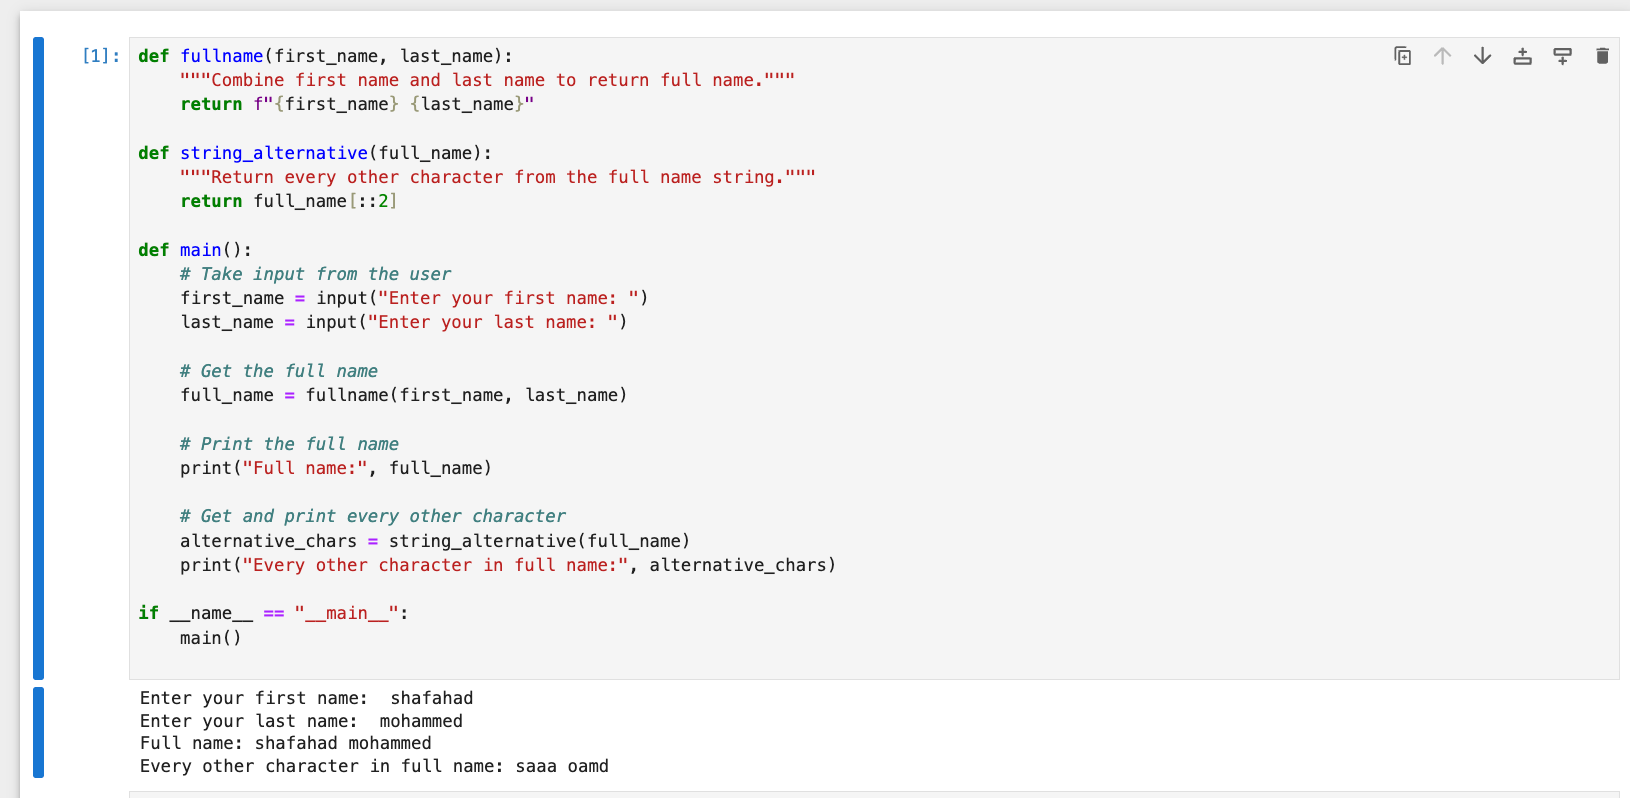 [1]: def fullname(first_name, last_name):
    """Combine first name and last name to return full name."""
    return f"{first_name} {last_name}"

def string_alternative(full_name):
    """Return every other character from the full name string."""
    return full_name[::2]

def main():
    # Take input from the user
    first_name = input("Enter your first name: ")
    last_name = input("Enter your last name: ")

    # Get the full name
    full_name = fullname(first_name, last_name)

    # Print the full name
    print("Full name:", full_name)

    # Get and print every other character
    alternative_chars = string_alternative(full_name)
    print("Every other character in full name:", alternative_chars)

if __name__ == "__main__":
    main()

Enter your first name:  shafahad
Enter your last name:  mohammed
Full name: shafahad mohammed
Every other character in full name: saaa oamd